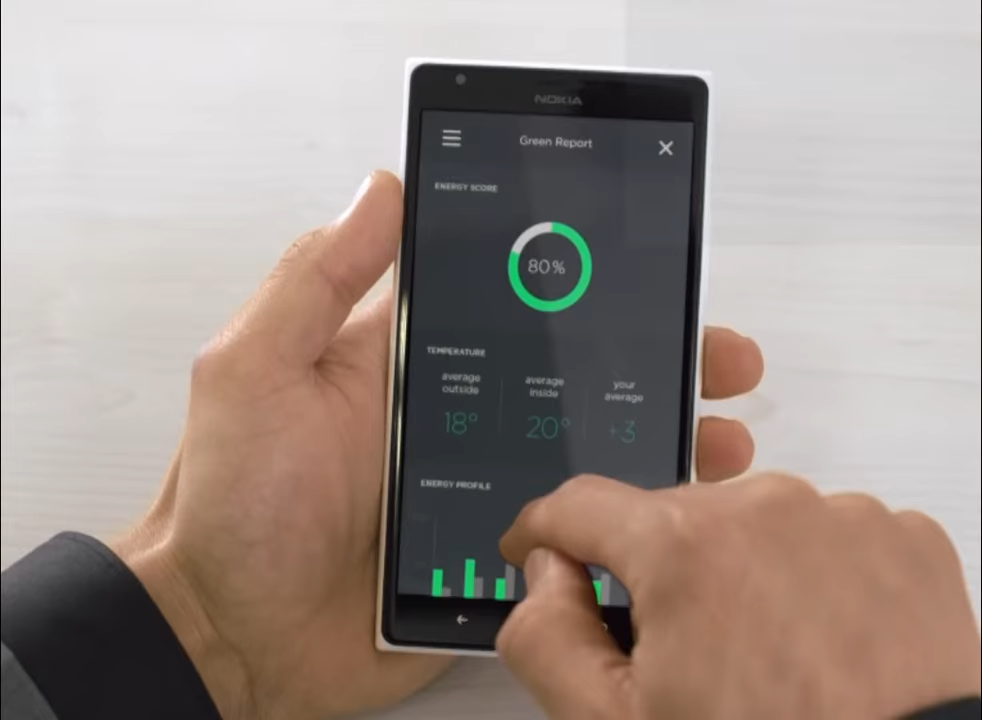 NOKIA
Green Report
ENERGY SCORE
80%
TEMPERATURE
average outside
average inside
your average
18°
20°
+3
ENERGY PROFILE